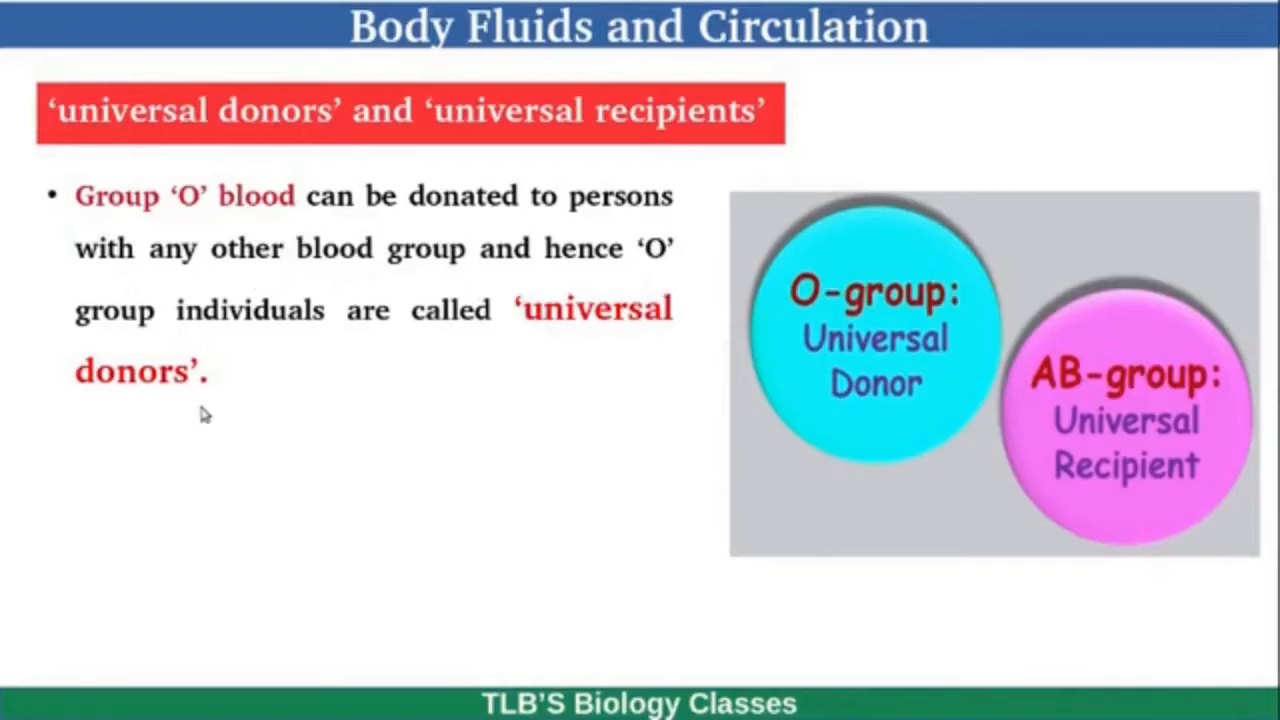 Body Fluids and Circulation
‘universal donors’ and ‘universal recipients’
• Group ‘O’ blood can be donated to persons
with any other blood group and hence ‘O’
group individuals are called ‘universal
donors’.
O-group:
Universal
Donor
AB-group:
Universal
Recipient
TLB’S Biology Classes